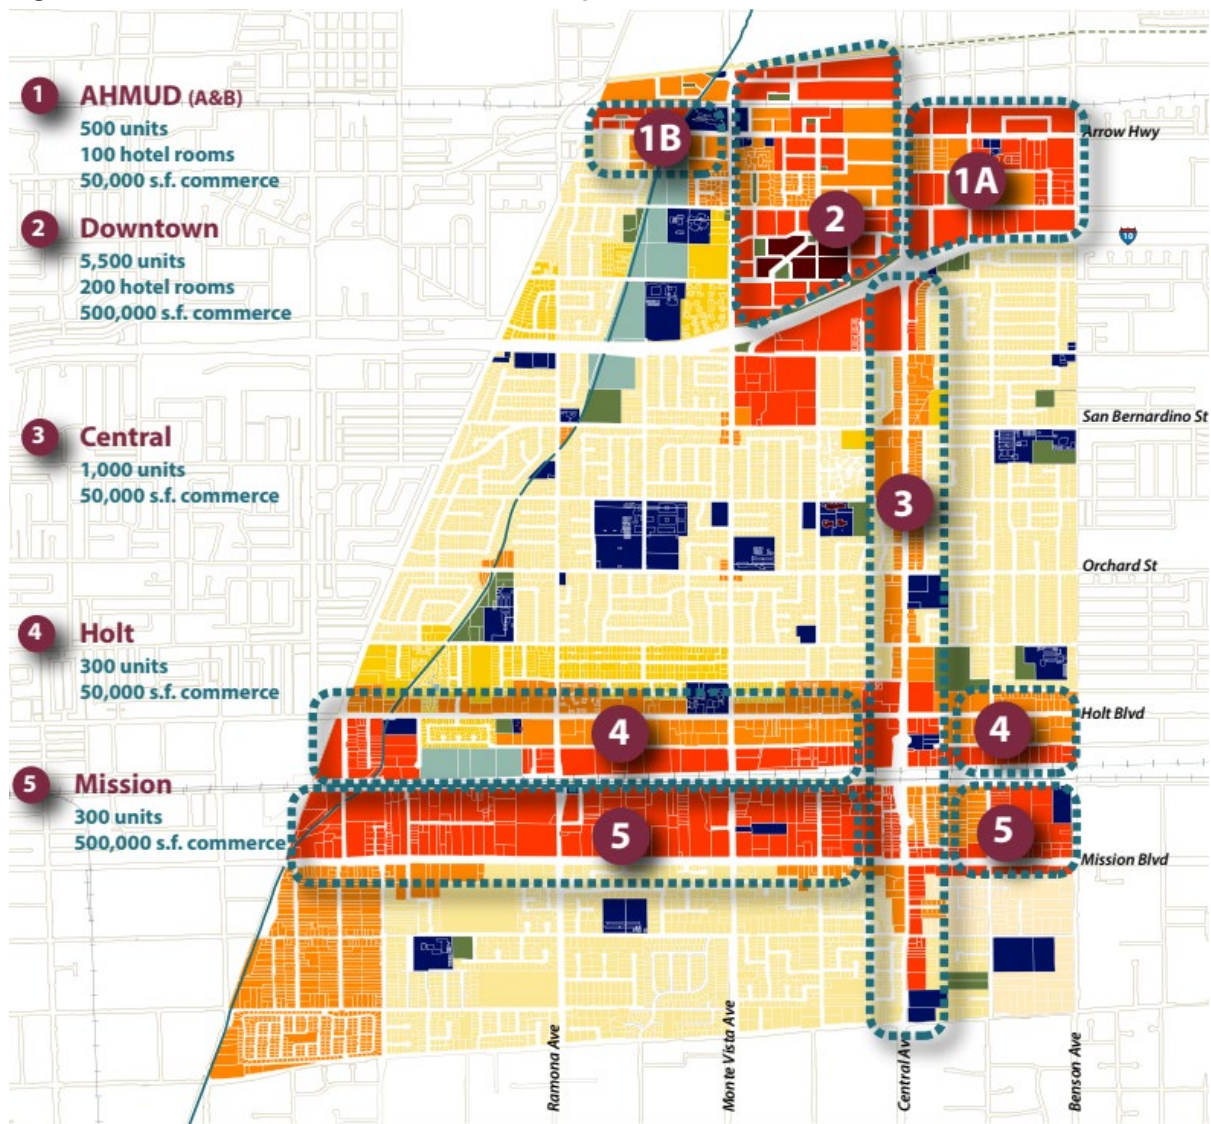 1 AHMUD (A&B)
500 units
100 hotel rooms
50,000 s.f. commerce
2 Downtown
5,500 units
200 hotel rooms
500,000 s.f. commerce
3 Central
1,000 units
50,000 s.f. commerce
4 Holt
300 units
50,000 s.f. commerce
5 Mission
300 units
500,000 s.f. commerce
1B
1A
2
3
4
4
5
5
Arrow Hwy
10
San Bernardino St
Orchard St
Holt Blvd
Mission Blvd
Ramona Ave
Monte Vista Ave
Central Av
Benson Ave